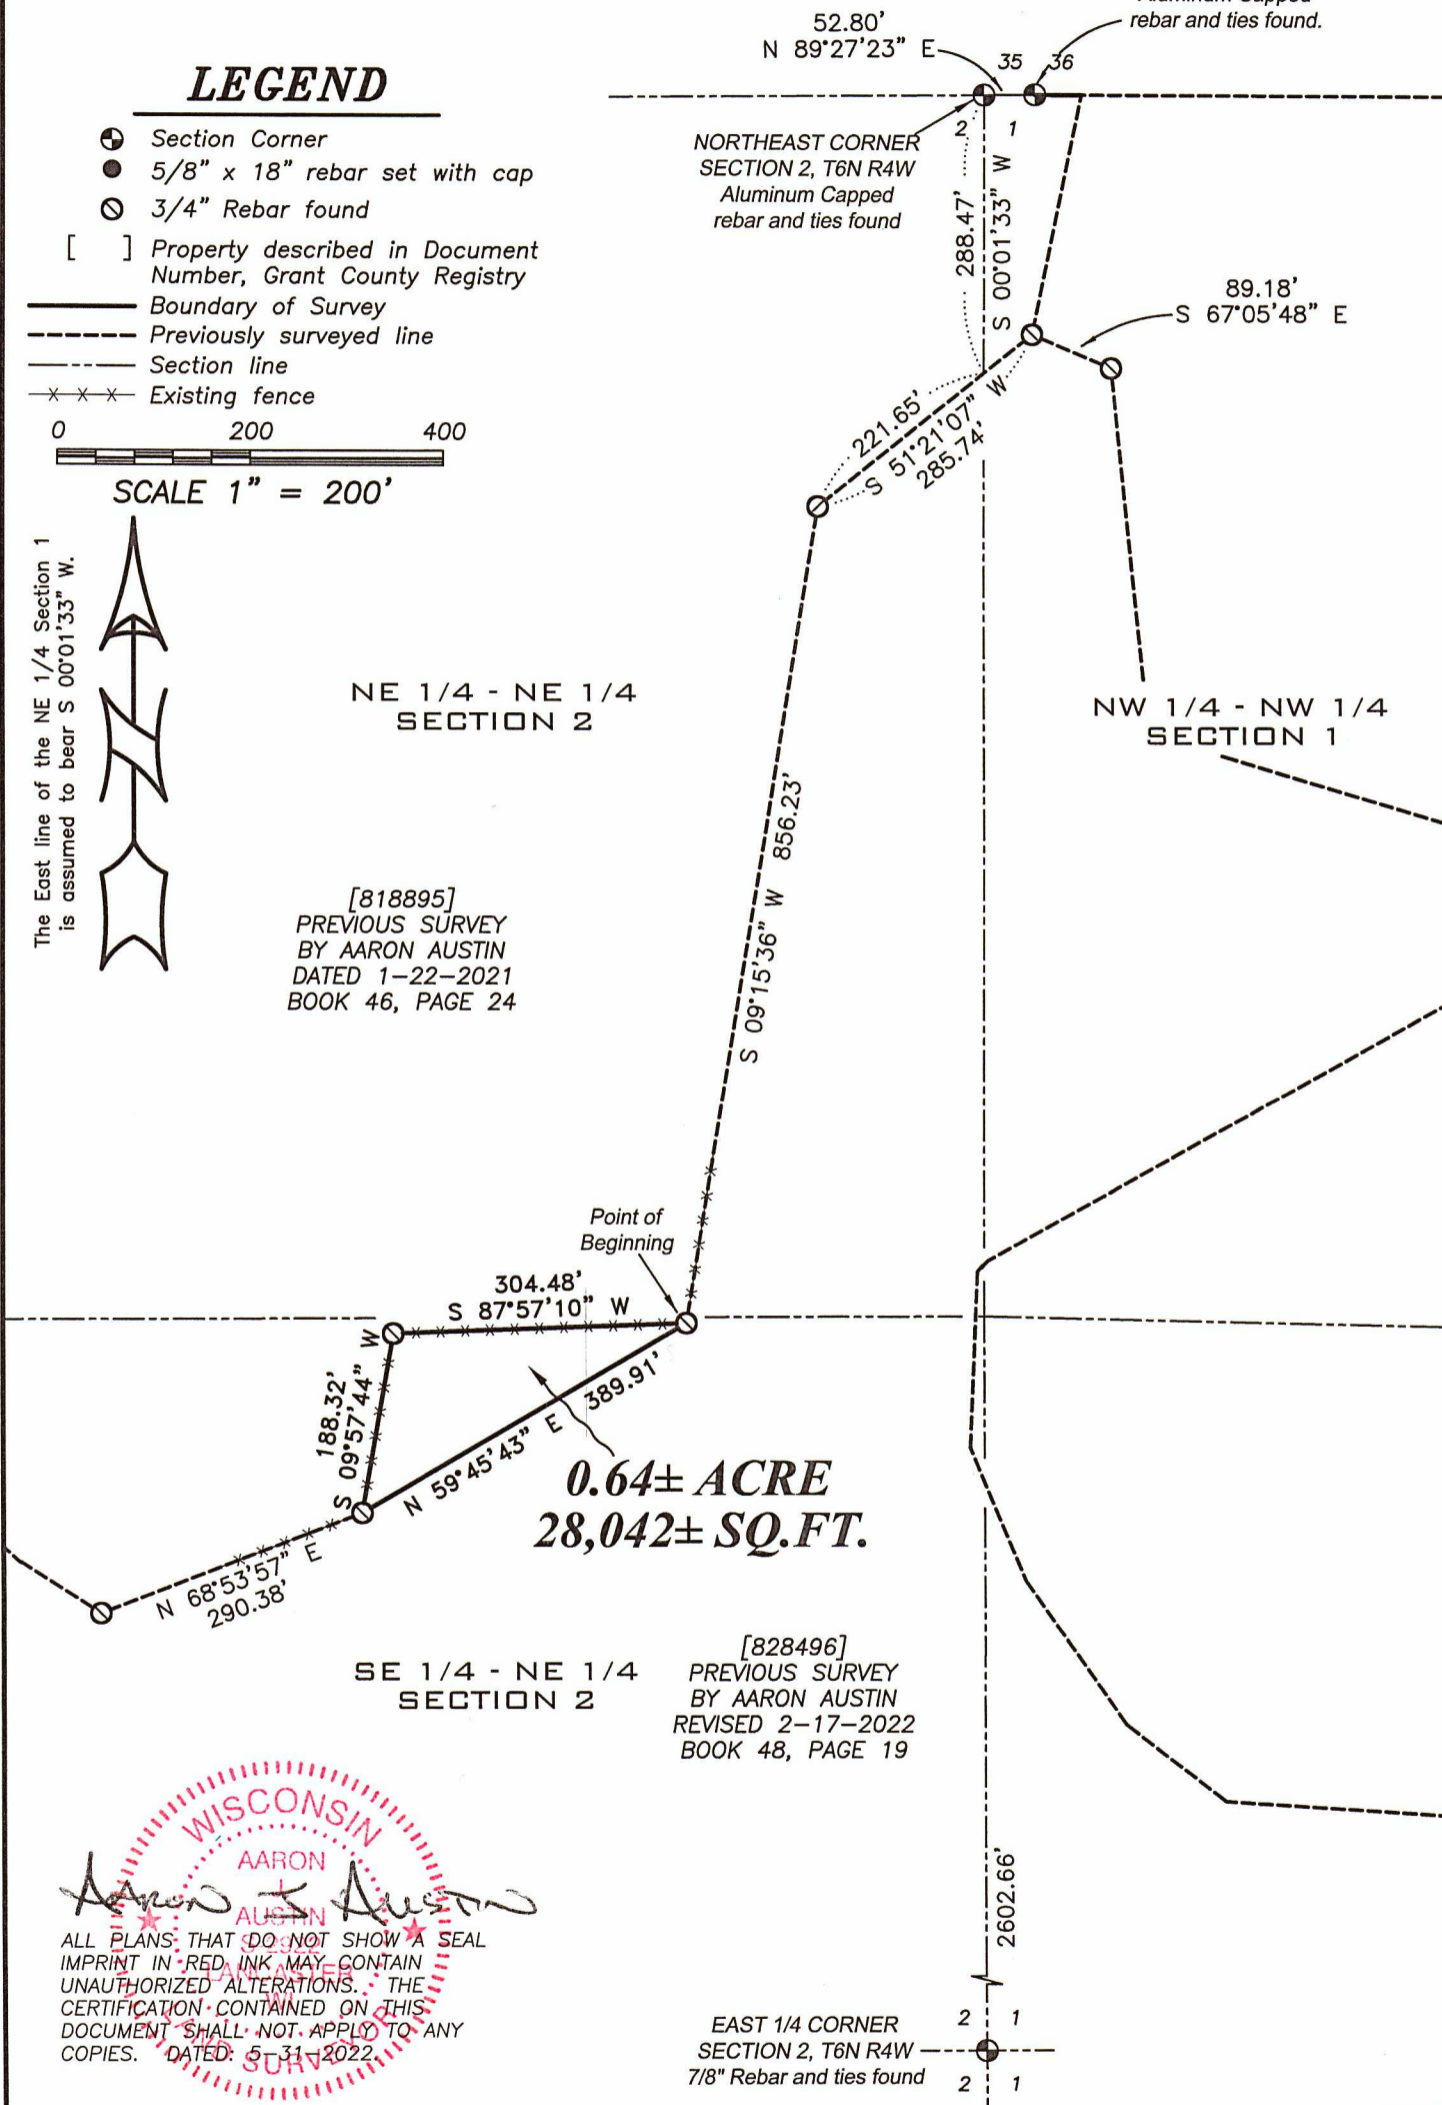 rebar and ties found.
52.80'
N 89°27'23" E
35 36
LEGEND
Section Corner
5/8" x 18" rebar set with cap
3/4" Rebar found
[ ] Property described in Document
Number, Grant County Registry
Boundary of Survey
Previously surveyed line
Section line
Existing fence
0 200 400
SCALE 1" = 200'
2 1
NORTHEAST CORNER
SECTION 2, T6N R4W
Aluminum Capped
rebar and ties found
288.47'
S 00°01'33" W
89.18'
S 67°05'48" E
221.65'
S 51°21'07" W
285.74'
The East line of the NE 1/4 Section 1
is assumed to bear S 00°01'33" W.
N
NE 1/4 - NE 1/4
SECTION 2
NW 1/4 - NW 1/4
SECTION 1
S 09°15'36" W 856.23'
[818895]
PREVIOUS SURVEY
BY AARON AUSTIN
DATED 1-22-2021
BOOK 46, PAGE 24
Point of
Beginning
304.48'
S 87°57'10" W
188.32'
S 09°57'44" W
N 59°45'43" E 389.91'
0.64± ACRE
28,042± SQ.FT.
N 68°53'57" E
290.38'
SE 1/4 - NE 1/4
SECTION 2
[828496]
PREVIOUS SURVEY
BY AARON AUSTIN
REVISED 2-17-2022
BOOK 48, PAGE 19
WISCONSIN
AARON
J
AUSTIN
S-2922
LANCASTER
WI
LAND SURVEYOR
Aaron J Austin
ALL PLANS THAT DO NOT SHOW A SEAL
IMPRINT IN RED INK MAY CONTAIN
UNAUTHORIZED ALTERATIONS. THE
CERTIFICATION CONTAINED ON THIS
DOCUMENT SHALL NOT APPLY TO ANY
COPIES. DATED: 5-31-2022.
2602.66'
2 1
EAST 1/4 CORNER
SECTION 2, T6N R4W
7/8" Rebar and ties found
2 1